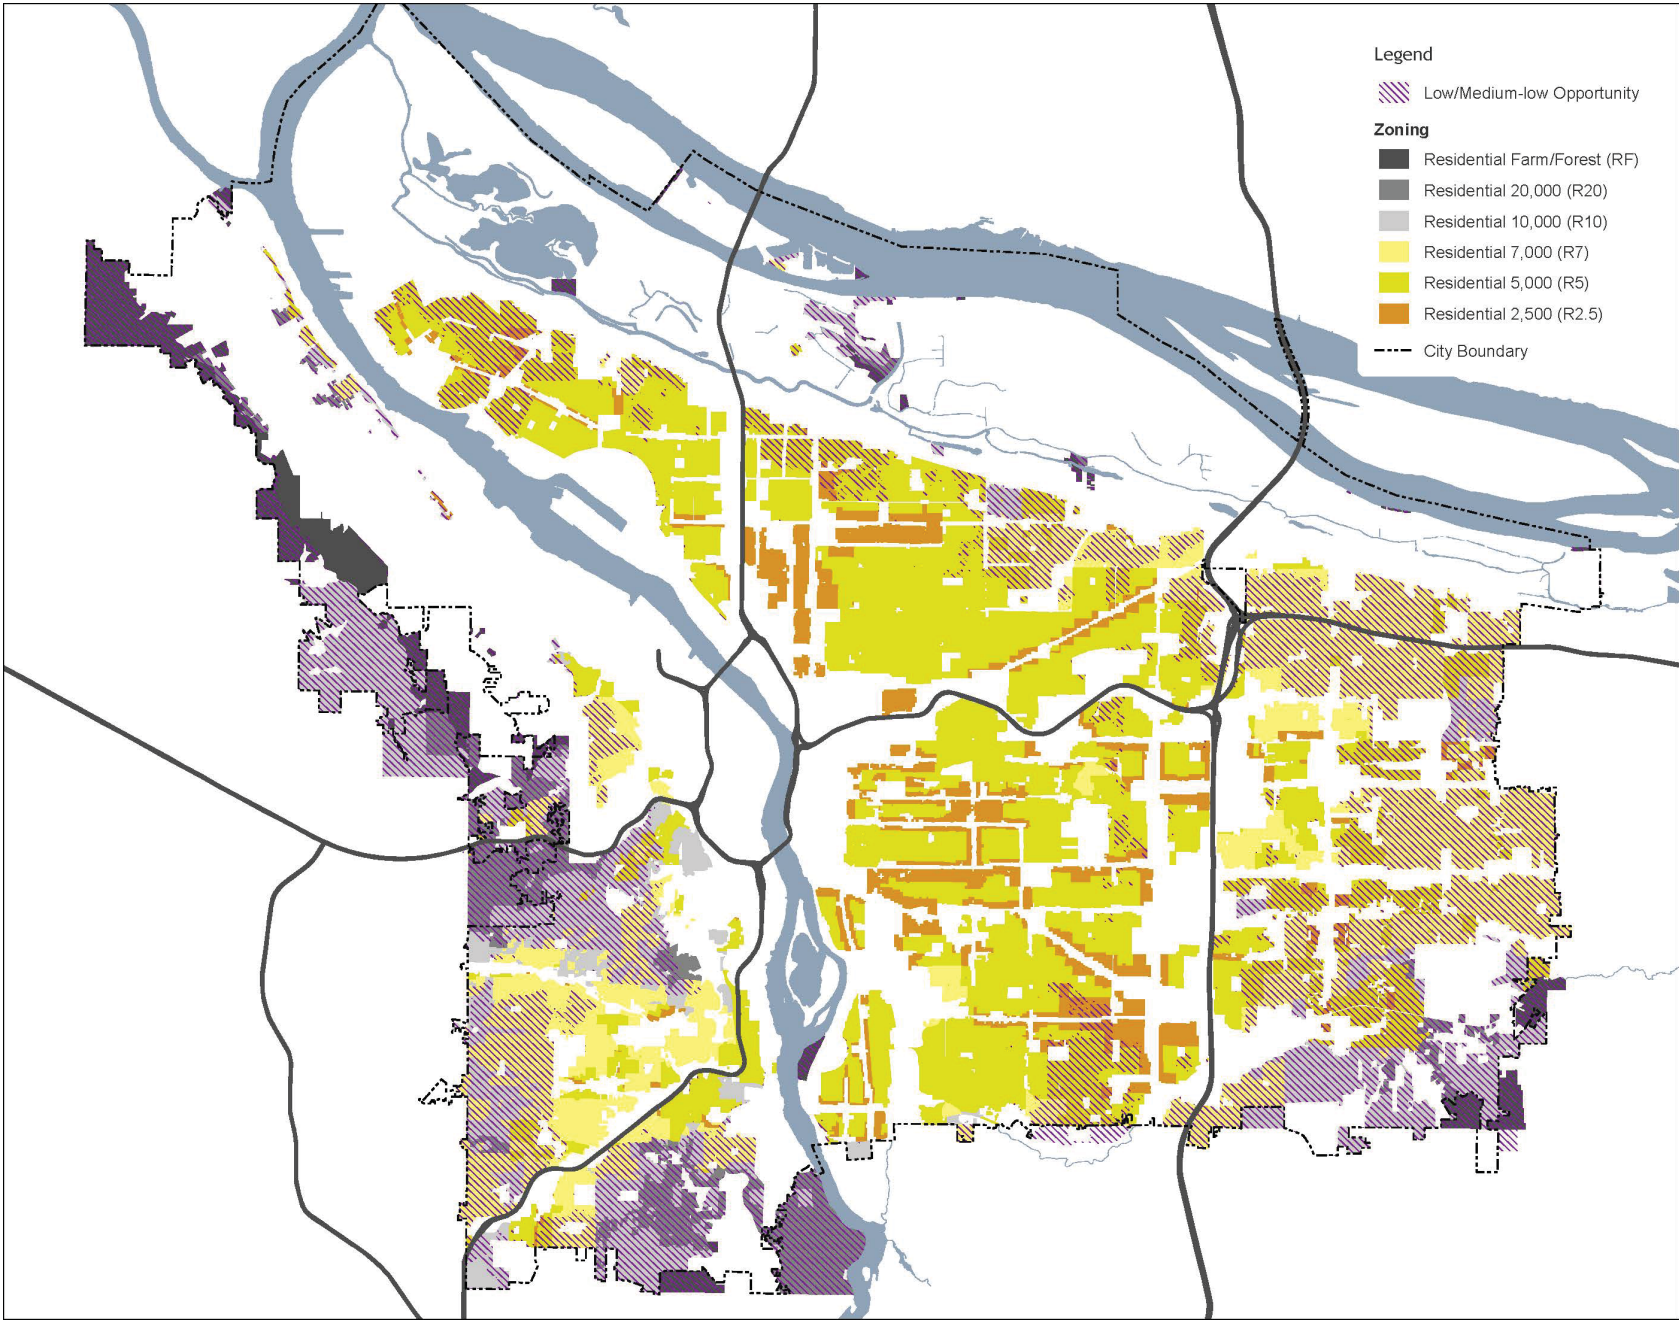 Legend
Low/Medium-low Opportunity
Zoning
Residential Farm/Forest (RF)
Residential 20,000 (R20)
Residential 10,000 (R10)
Residential 7,000 (R7)
Residential 5,000 (R5)
Residential 2,500 (R2.5)
City Boundary